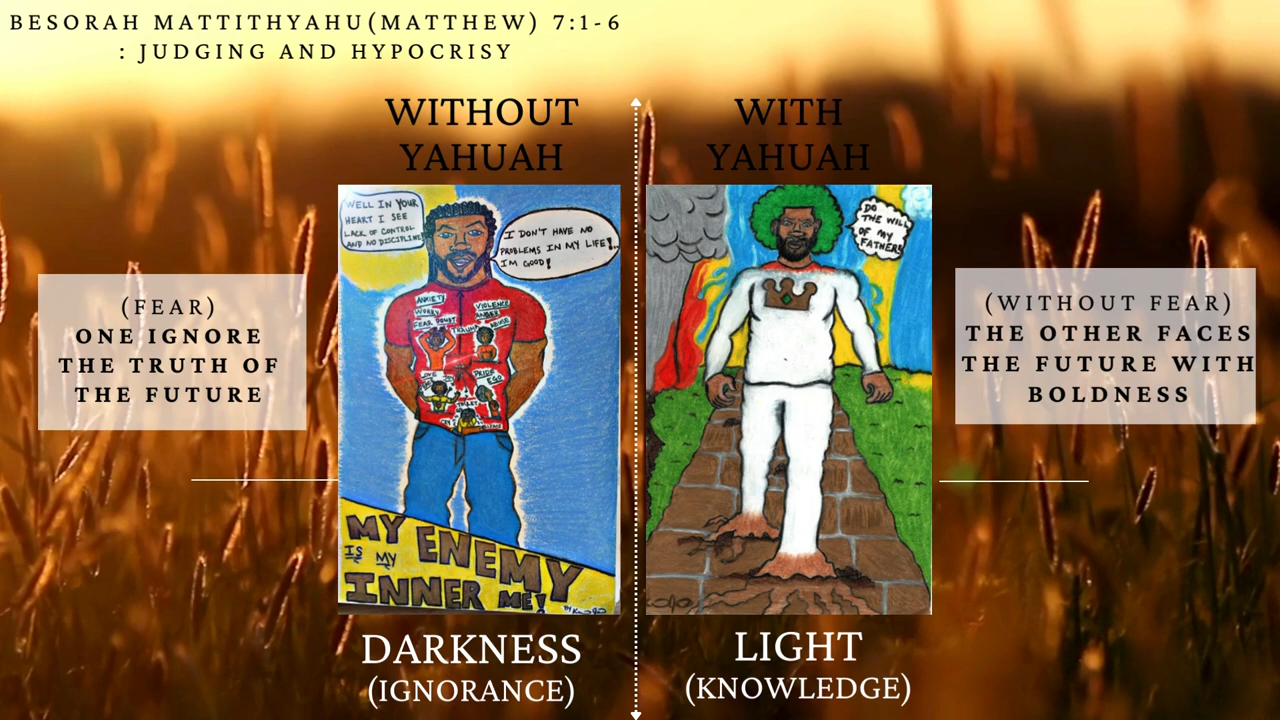 BESORAH MATTITHYAHU(MATTHEW) 7:1-6
: JUDGING AND HYPOCRISY
WITHOUT
YAHUAH
WITH
YAHUAH
(FEAR)
ONE IGNORE
THE TRUTH OF
THE FUTURE
WELL IN YOUR
HEART I SEE
LACK OF CONTROL
AND NO DISCIPLINE
I DON'T HAVE NO
PROBLEMS IN MY LIFE!
I'M GOOD!
ANXIETY
WORRY
FEAR DOUBT
VIOLENCE
ANGER
TRAUMA
ABUSE
LOVE
PRIDE
EGO
MY ENEMY
IS MY
INNER ME!
DO
THE WILL
OF MY
FATHER!
(WITHOUT FEAR)
THE OTHER FACES
THE FUTURE WITH
BOLDNESS
DARKNESS
(IGNORANCE)
LIGHT
(KNOWLEDGE)